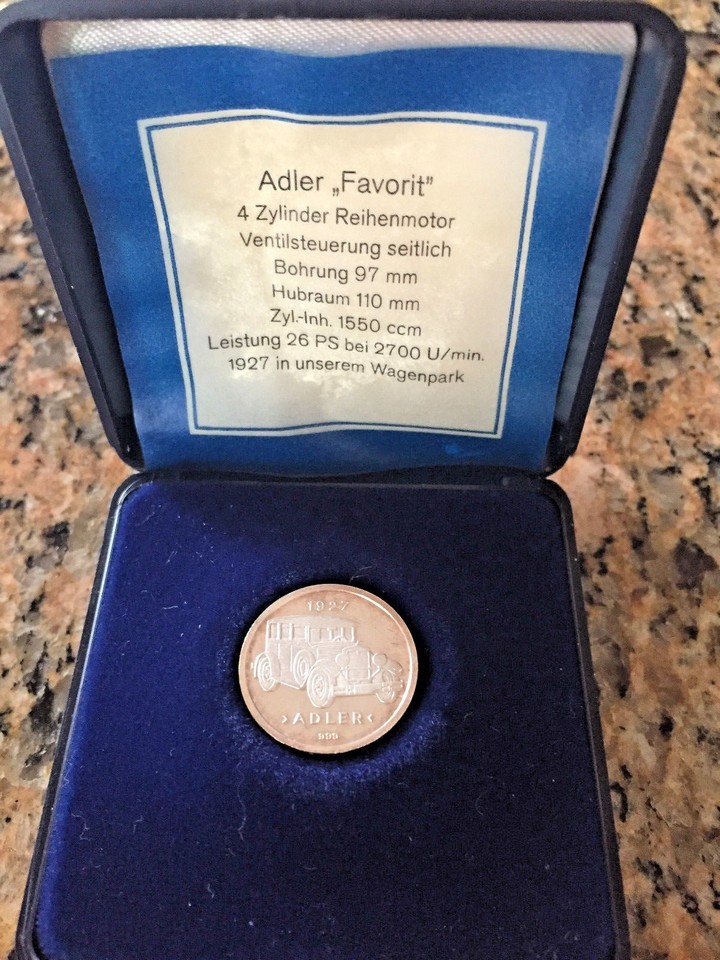 Adler „Favorit”
4 Zylinder Reihenmotor
Ventilsteuerung seitlich
Bohrung 97 mm
Hubraum 110 mm
Zyl.-Inh. 1550 ccm
Leistung 26 PS bei 2700 U/min.
1927 in unserem Wagenpark
1927
›ADLER‹
999